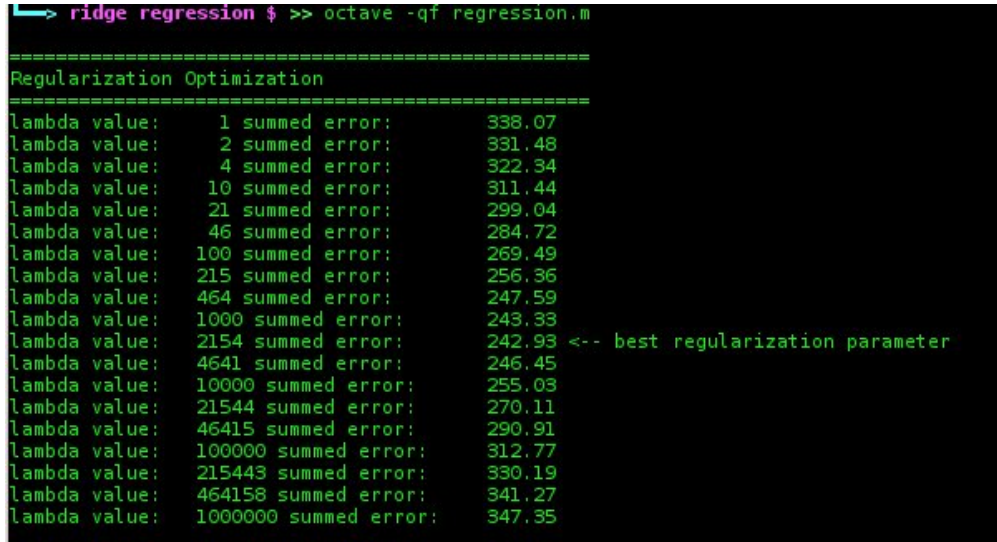 ridge regression $ >> octave -qf regression.m
==================================================
Regularization Optimization
==================================================
lambda value: 1 summed error: 338.07
lambda value: 2 summed error: 331.48
lambda value: 4 summed error: 322.34
lambda value: 10 summed error: 311.44
lambda value: 21 summed error: 299.04
lambda value: 46 summed error: 284.72
lambda value: 100 summed error: 269.49
lambda value: 215 summed error: 256.36
lambda value: 464 summed error: 247.59
lambda value: 1000 summed error: 243.33
lambda value: 2154 summed error: 242.93 <-- best regularization parameter
lambda value: 4641 summed error: 246.45
lambda value: 10000 summed error: 255.03
lambda value: 21544 summed error: 270.11
lambda value: 46415 summed error: 290.91
lambda value: 100000 summed error: 312.77
lambda value: 215443 summed error: 330.19
lambda value: 464158 summed error: 341.27
lambda value: 1000000 summed error: 347.35